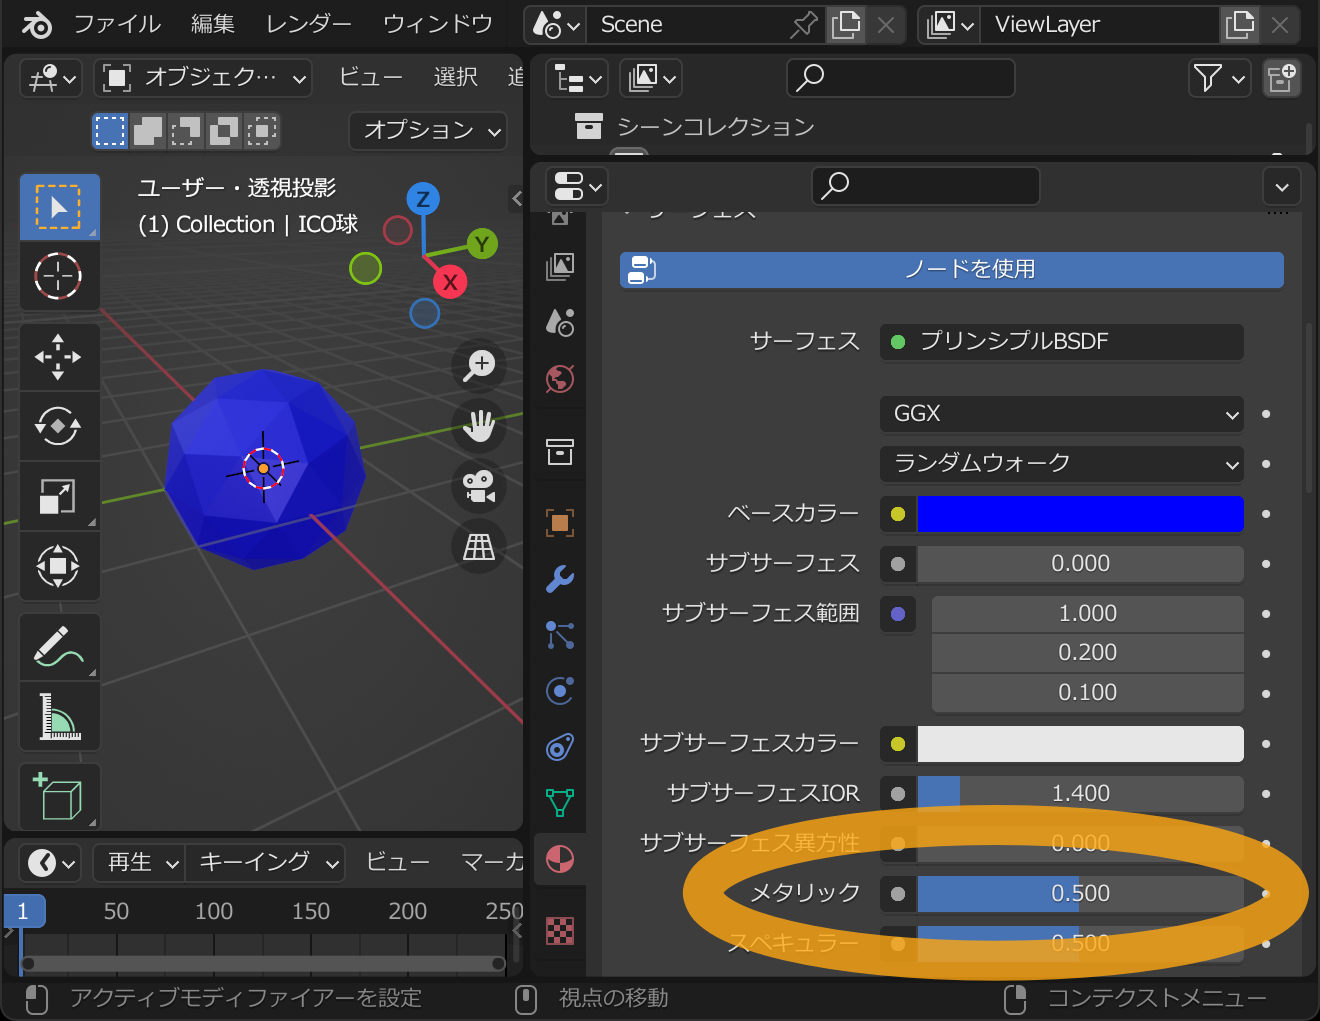 ファイル 編集 レンダー ウィンドウ Scene ViewLayer
オブジェク… ビュー 選択 追
オプション
シーンコレクション
ユーザー・透視投影
(1) Collection | ICO球
Z
Y
X
サーフェス
ノードを使用
サーフェス プリンシプルBSDF
GGX
ランダムウォーク
ベースカラー
サブサーフェス 0.000
サブサーフェス範囲 1.000
0.200
0.100
サブサーフェスカラー
サブサーフェスIOR 1.400
サブサーフェス異方性 0.000
メタリック 0.500
スペキュラー 0.500
再生 キーイング ビュー マーカ
1 50 100 150 200 250
アクティブモディファイアーを設定 視点の移動 コンテクストメニュー